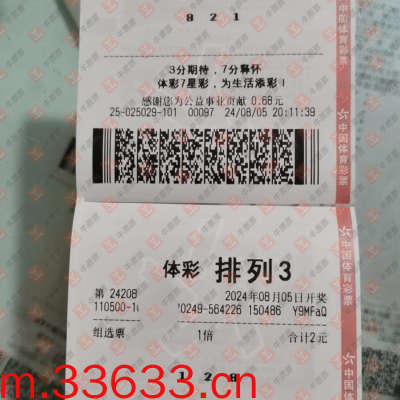 8 2 1
3分期待，7分释怀
体彩7星彩，为生活添彩！
感谢您为公益事业贡献 0.68元
25-025029-101 00097 24/08/05 20:11:39
中国体育彩票
中国体育彩票
体彩 排列3
第 24208
2024年08月05日开奖
110500-1
0249-564226 150486 Y9MFaQ
组选票 1倍 合计2元
1 2 8
m.33633.cn